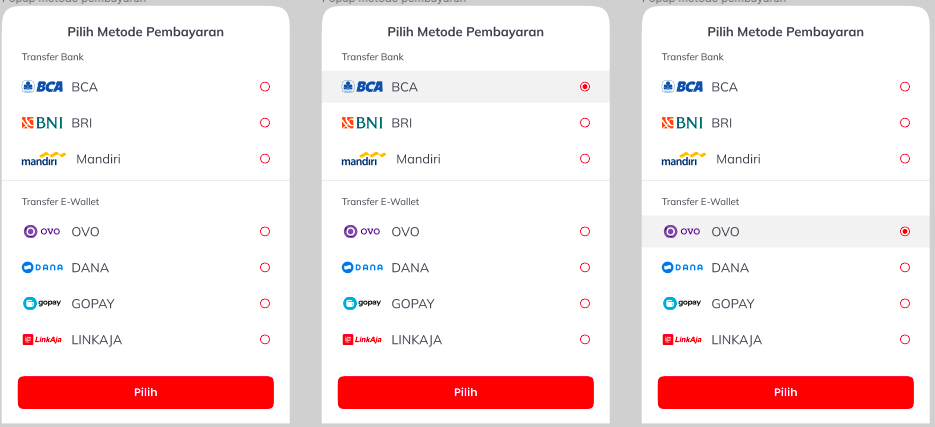 Popup metode pembayaran
Pilih Metode Pembayaran
Transfer Bank
BCA BCA
BNI BRI
mandiri Mandiri
Transfer E-Wallet
OVO OVO
DANA DANA
gopay GOPAY
LinkAja LINKAJA
Pilih
Popup metode pembayaran
Pilih Metode Pembayaran
Transfer Bank
BCA BCA
BNI BRI
mandiri Mandiri
Transfer E-Wallet
OVO OVO
DANA DANA
gopay GOPAY
LinkAja LINKAJA
Pilih
Popup metode pembayaran
Pilih Metode Pembayaran
Transfer Bank
BCA BCA
BNI BRI
mandiri Mandiri
Transfer E-Wallet
OVO OVO
DANA DANA
gopay GOPAY
LinkAja LINKAJA
Pilih